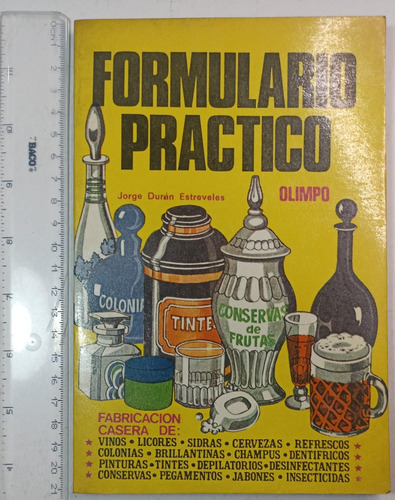 FORMULARIO
PRACTICO
Jorge Durán Estreveles
OLIMPO
COLONIA
TINTE
CONSERVAS
de
FRUTAS
FABRICACION
CASERA DE:
★ VINOS • LICORES • SIDRAS • CERVEZAS • REFRESCOS ★
★ COLONIAS • BRILLANTINAS • CHAMPUS • DENTIFRICOS ★
★ PINTURAS • TINTES • DEPILATORIOS • DESINFECTANTES ★
★ CONSERVAS • PEGAMENTOS • JABONES • INSECTICIDAS ★
"BACO"